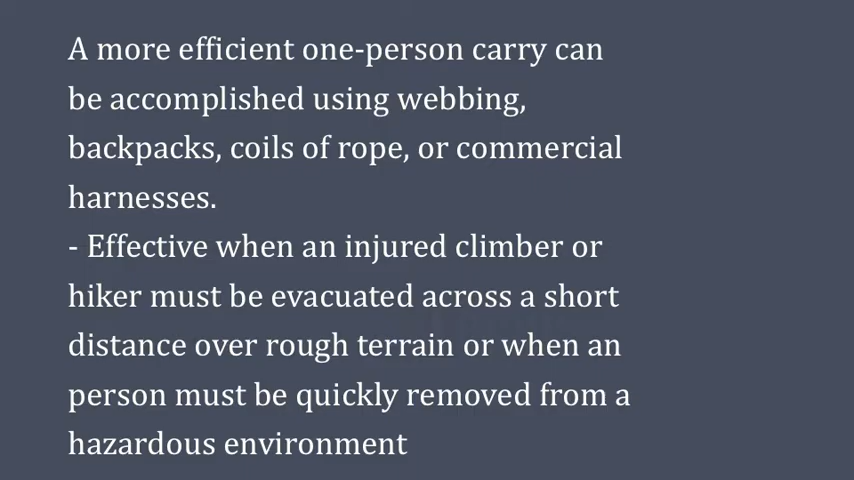 A more efficient one-person carry can
be accomplished using webbing,
backpacks, coils of rope, or commercial
harnesses.
- Effective when an injured climber or
hiker must be evacuated across a short
distance over rough terrain or when an
person must be quickly removed from a
hazardous environment